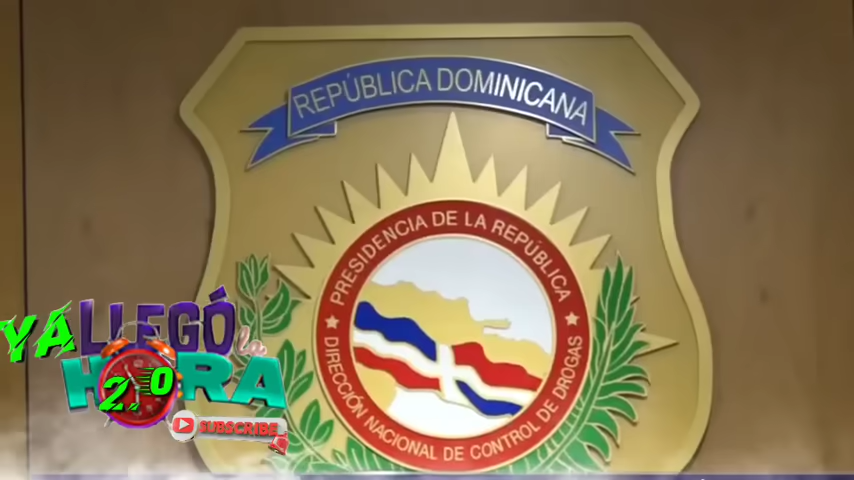 REPÚBLICA DOMINICANA
PRESIDENCIA DE LA REPÚBLICA
DIRECCIÓN NACIONAL DE CONTROL DE DROGAS
YA LLEGÓ la
HORA
2.0
SUBSCRIBE